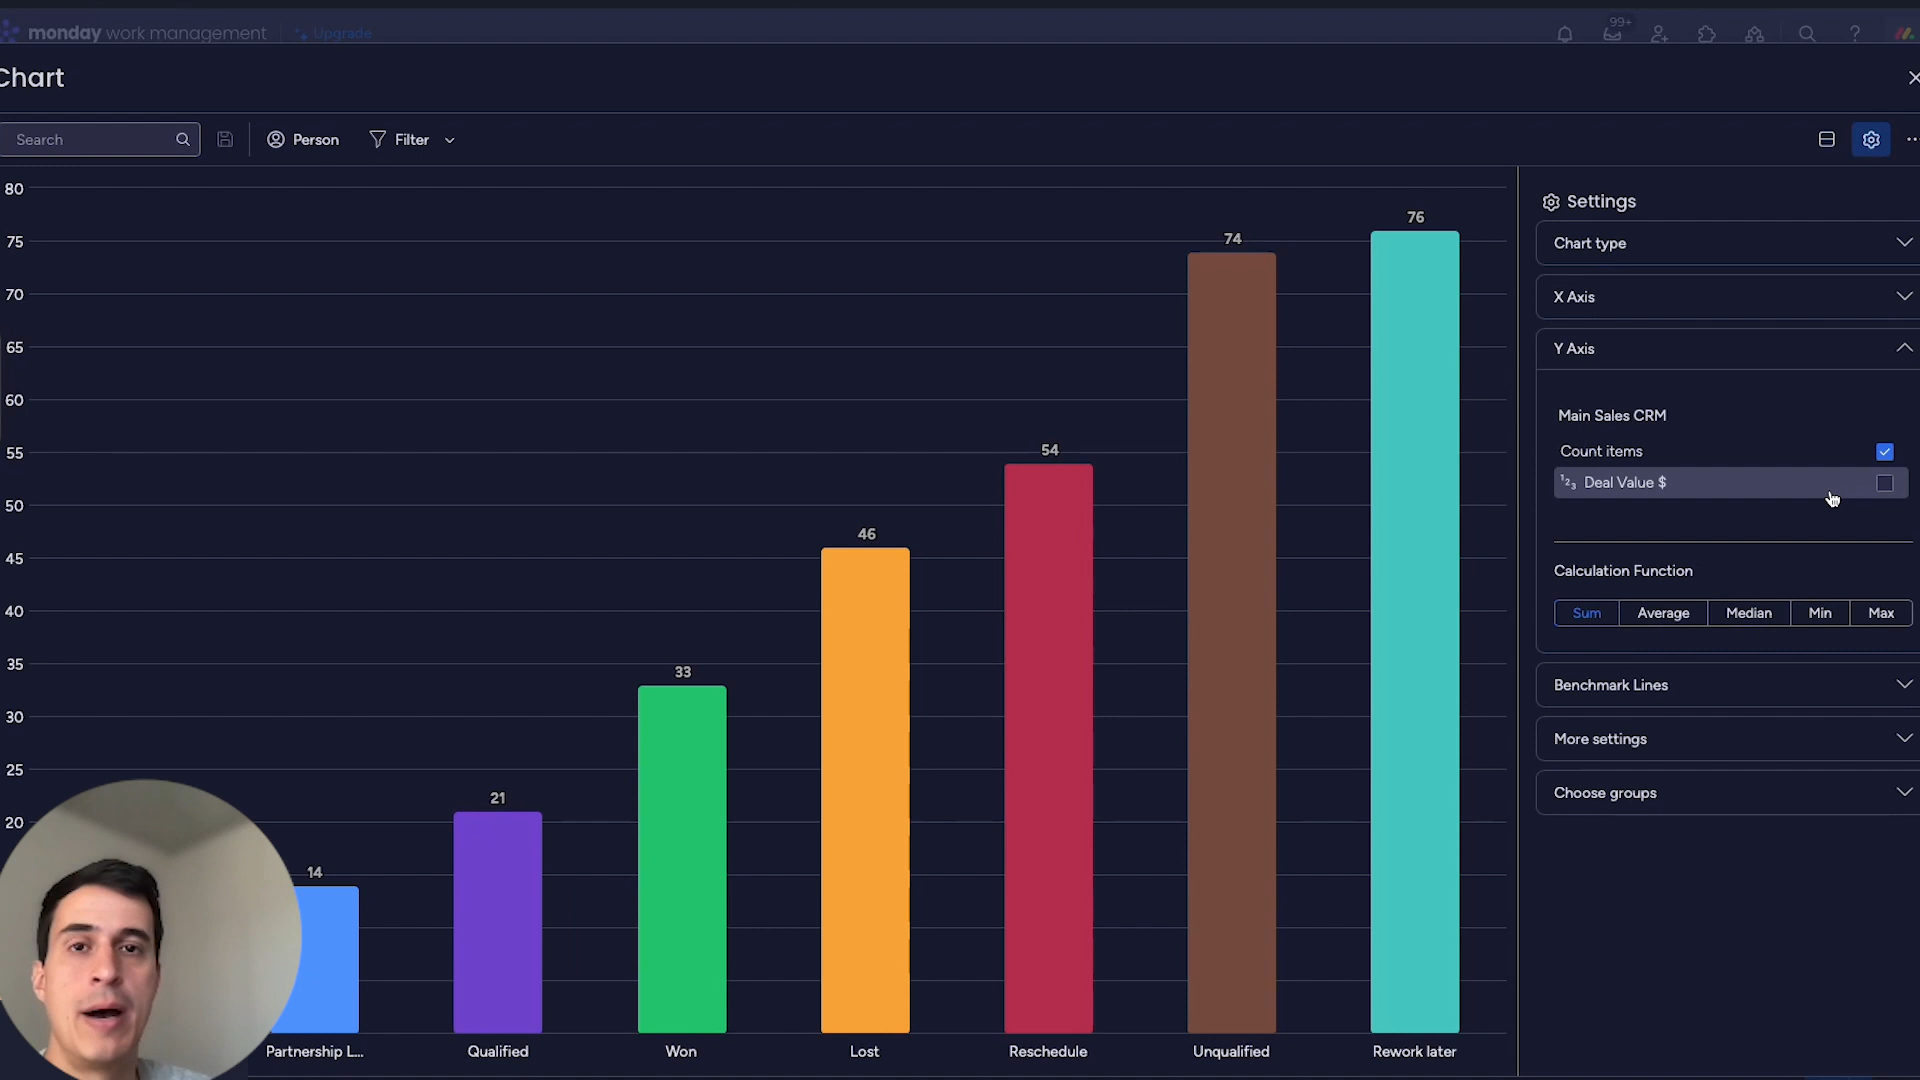 monday work management
Upgrade
99+
Chart
Search
Person
Filter
80
75
70
65
60
55
50
45
40
35
30
25
20
14
21
33
46
54
74
76
Partnership L...
Qualified
Won
Lost
Reschedule
Unqualified
Rework later
Settings
Chart type
X Axis
Y Axis
Main Sales CRM
Count items
123 Deal Value $
Calculation Function
Sum
Average
Median
Min
Max
Benchmark Lines
More settings
Choose groups